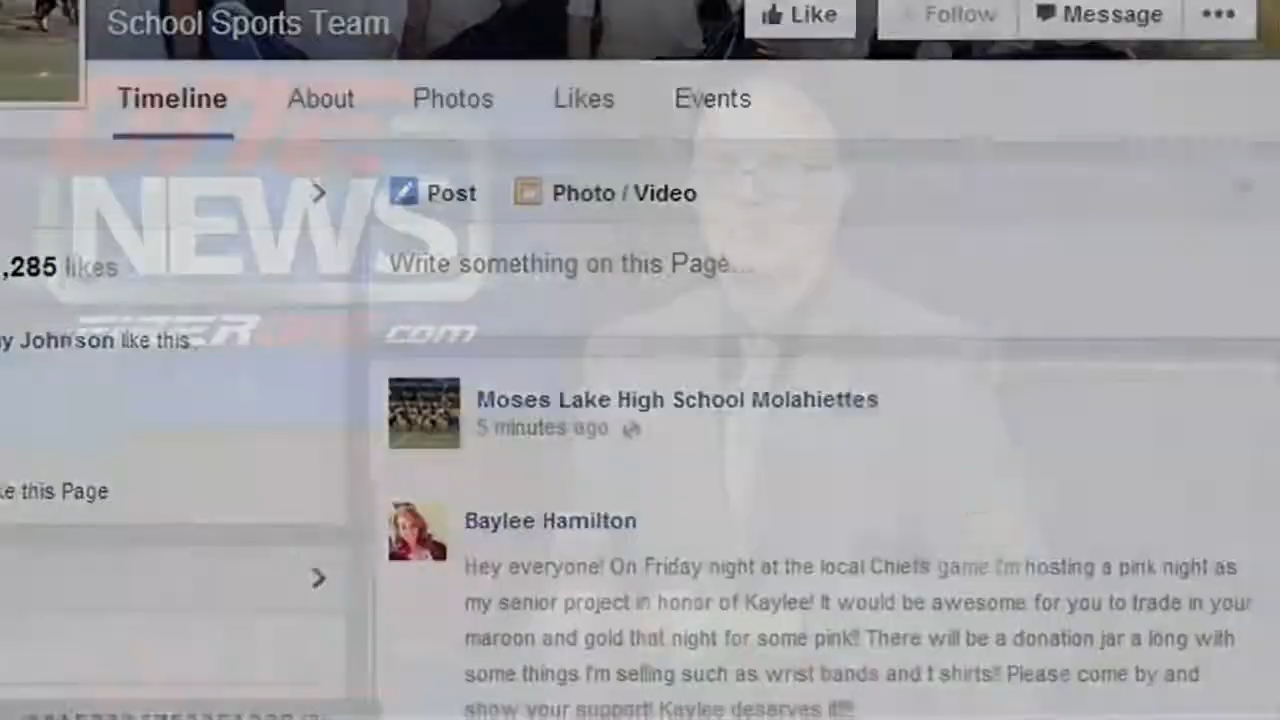 School Sports Team
Like
Follow
Message
Timeline
About
Photos
Likes
Events
NEWS
Post
Photo / Video
,285 likes
Write something on this Page...
.com
y Johnson like this.
Moses Lake High School Molahiettes
5 minutes ago
ke this Page
Baylee Hamilton
Hey everyone! On Friday night at the local Chiefs game I'm hosting a pink night as
my senior project in honor of Kaylee! It would be awesome for you to trade in your
maroon and gold that night for some pink!! There will be a donation jar a long with
some things I'm selling such as wrist bands and t shirts!! Please come by and
show your support! Kaylee deserves it!!!